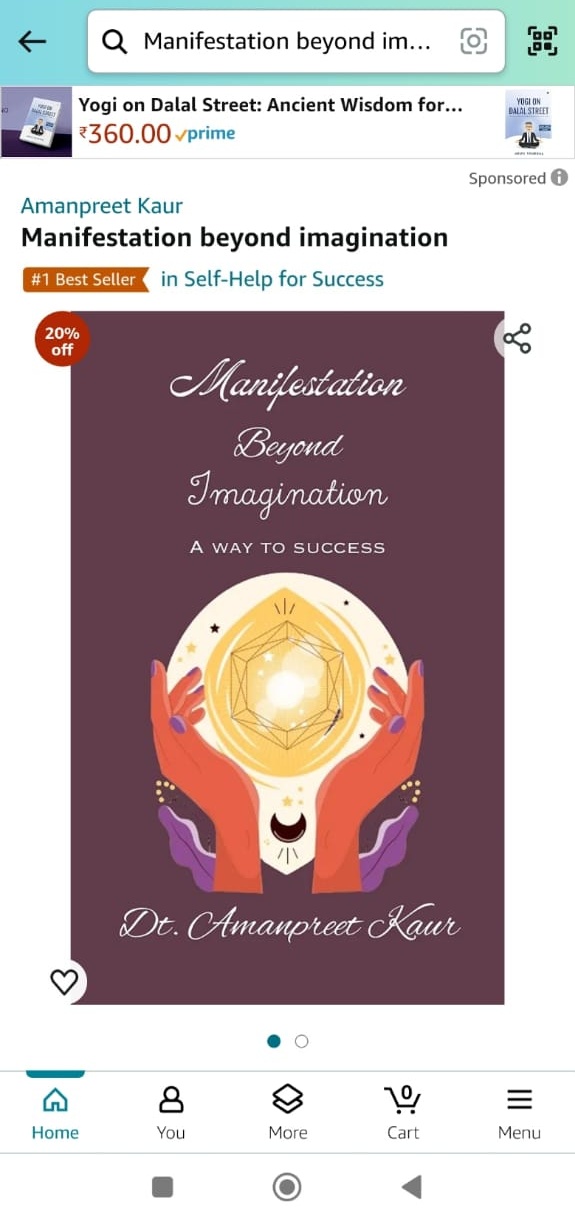 Manifestation beyond im...
Yogi on Dalal Street: Ancient Wisdom for...
₹360.00 prime
YOGI ON
DALAL STREET
Sponsored
Amanpreet Kaur
Manifestation beyond imagination
#1 Best Seller in Self-Help for Success
20%
off
Manifestation
Beyond
Imagination
A WAY TO SUCCESS
Dt. Amanpreet Kaur
0
Home You More Cart Menu